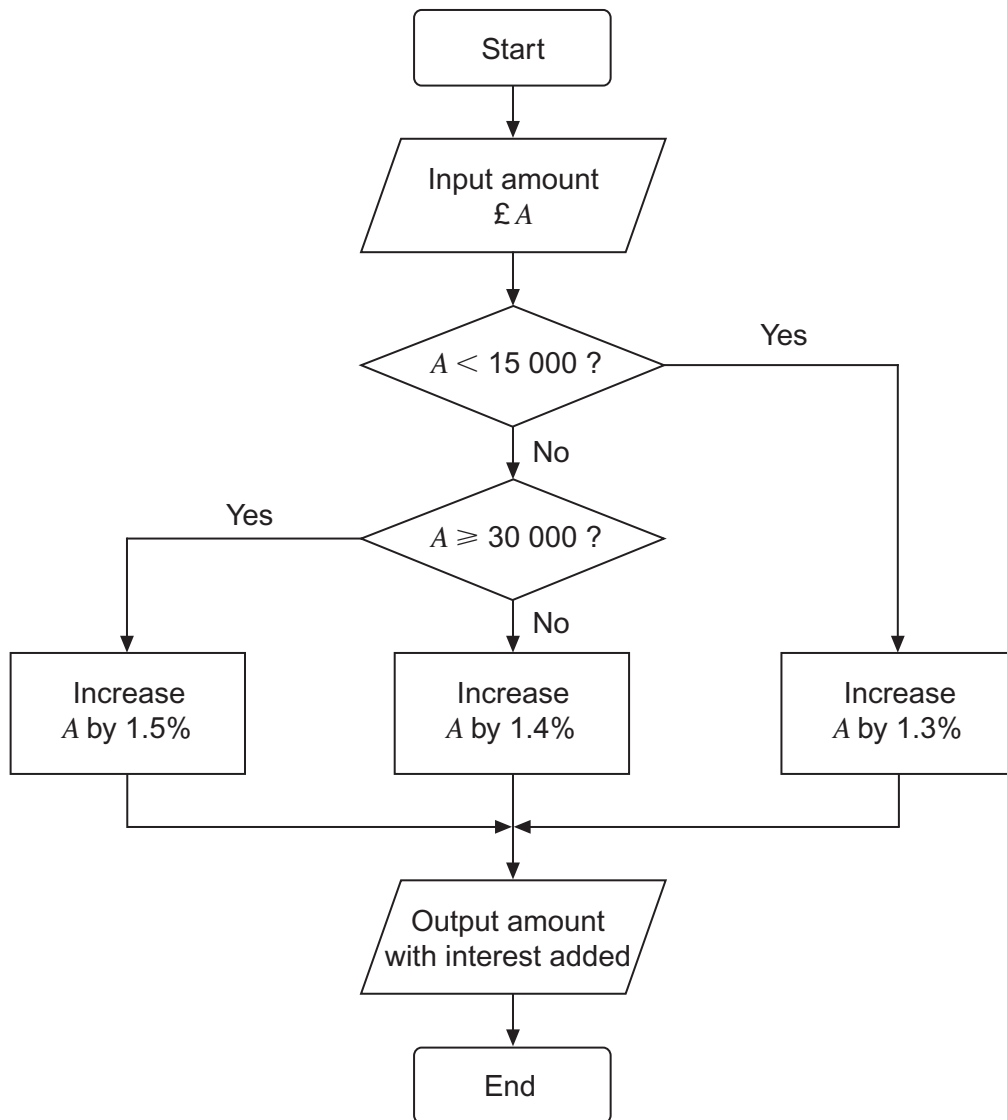 Start
Input amount
£ A
A < 15 000 ?
Yes
No
A ⩾ 30 000 ?
Yes
No
Increase
A by 1.5%
Increase
A by 1.4%
Increase
A by 1.3%
Output amount
with interest added
End